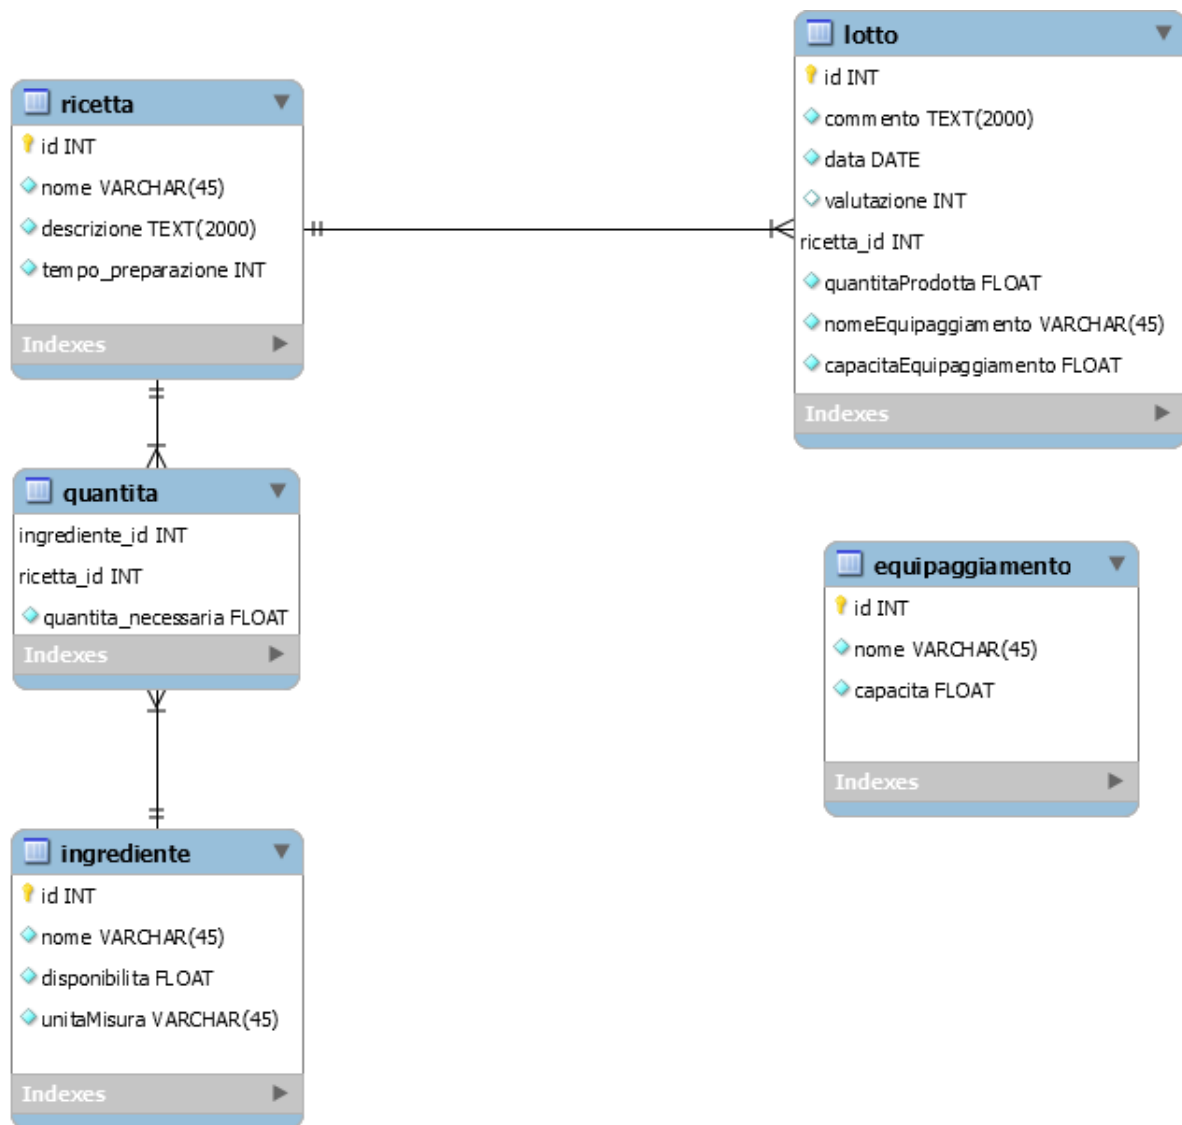 ricetta
id INT
nome VARCHAR(45)
descrizione TEXT(2000)
tempo_preparazione INT
Indexes
lotto
id INT
commento TEXT(2000)
data DATE
valutazione INT
ricetta_id INT
quantitaProdotta FLOAT
nomeEquipaggiamento VARCHAR(45)
capacitaEquipaggiamento FLOAT
Indexes
quantita
ingrediente_id INT
ricetta_id INT
quantita_necessaria FLOAT
Indexes
equipaggiamento
id INT
nome VARCHAR(45)
capacita FLOAT
Indexes
ingrediente
id INT
nome VARCHAR(45)
disponibilita FLOAT
unitaMisura VARCHAR(45)
Indexes